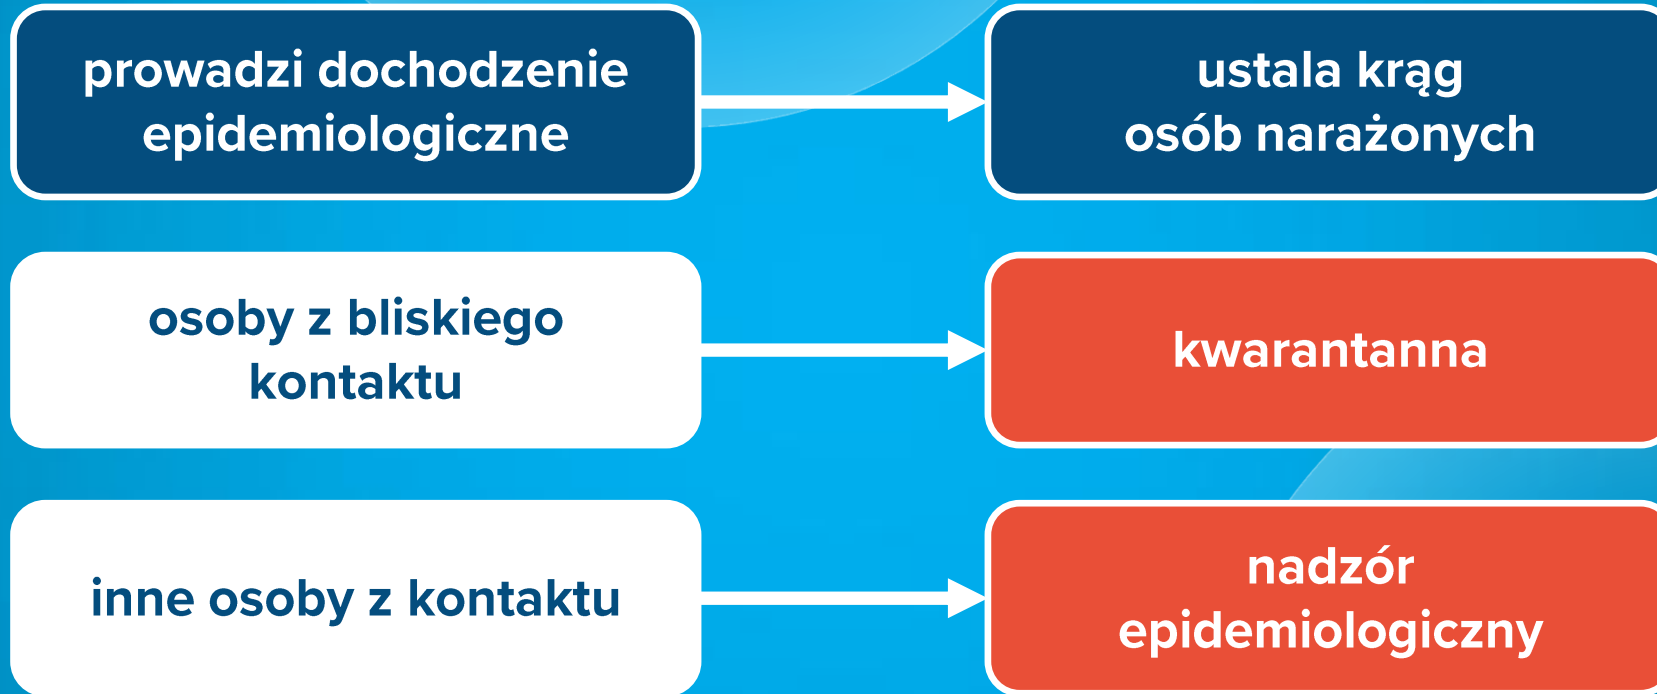 prowadzi dochodzenie
epidemiologiczne
ustala krąg
osób narażonych
osoby z bliskiego
kontaktu
kwarantanna
inne osoby z kontaktu
nadzór
epidemiologiczny